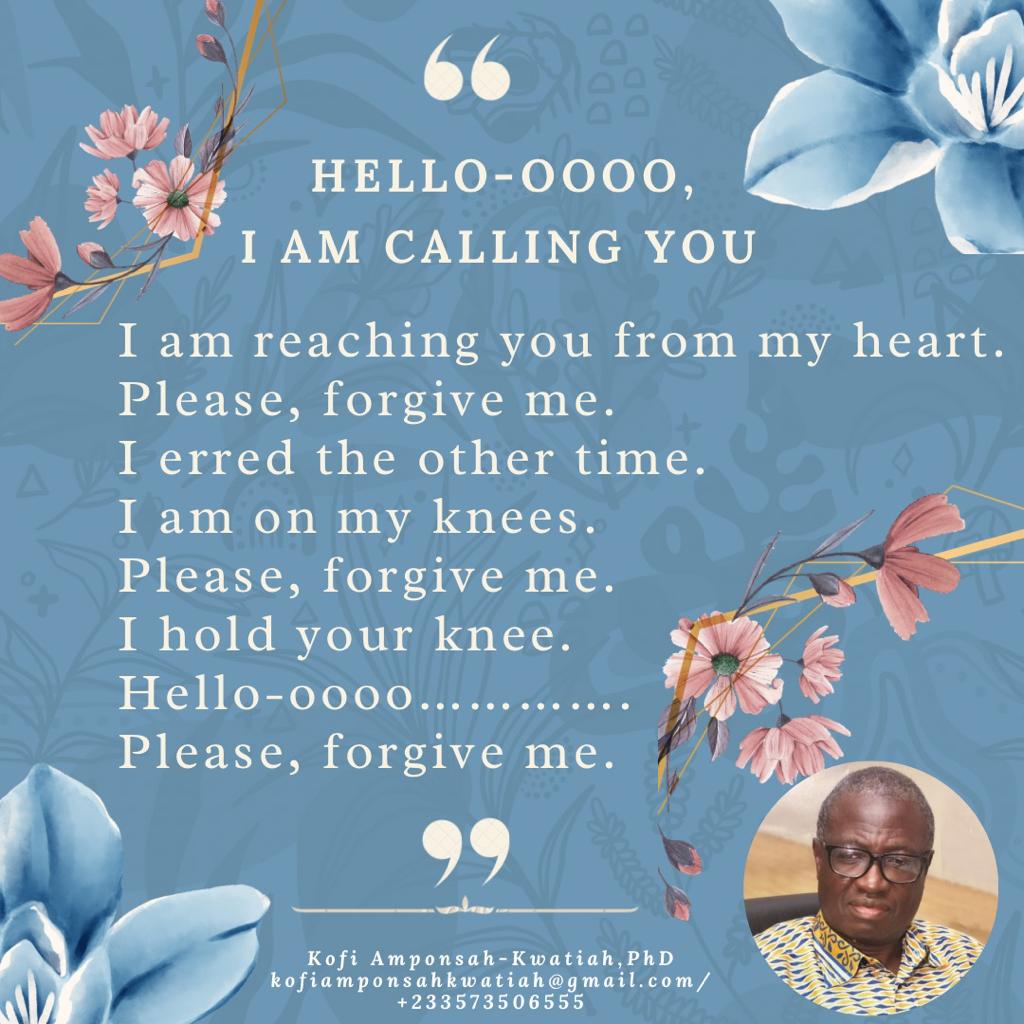 HELLO-OOOO,
I AM CALLING YOU
I am reaching you from my heart.
Please, forgive me.
I erred the other time.
I am on my knees.
Please, forgive me.
I hold your knee.
Hello-oooo………….
Please, forgive me.
Kofi Amponsah-Kwatiah,PhD
kofiamponsahkwatiah@gmail.com/
+233573506555